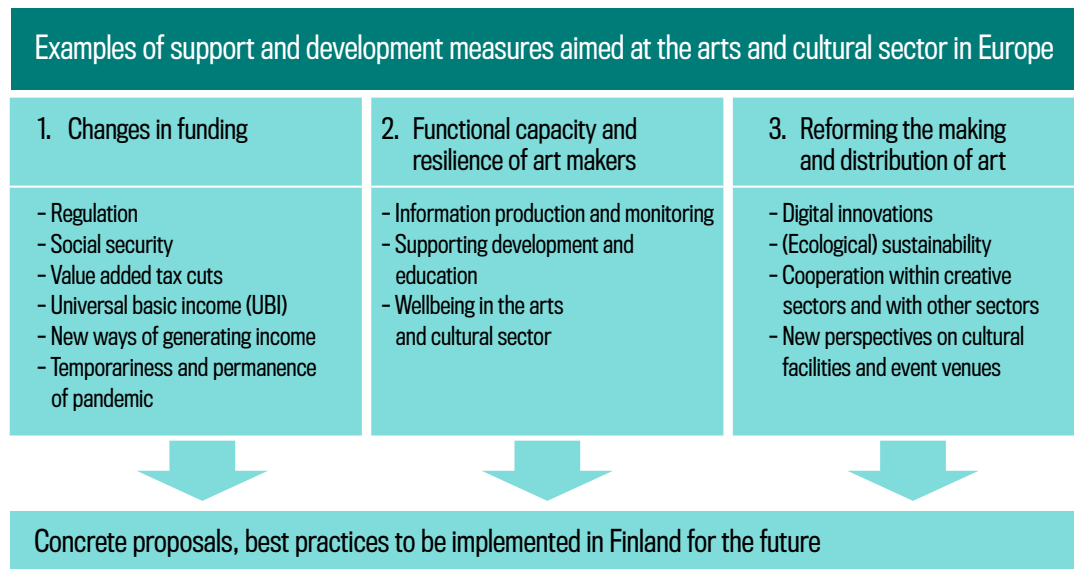 Examples of support and development measures aimed at the arts and cultural sector in Europe
1. Changes in funding
- Regulation
- Social security
- Value added tax cuts
- Universal basic income (UBI)
- New ways of generating income
- Temporariness and permanence
of pandemic
2. Functional capacity and
resilience of art makers
- Information production and monitoring
- Supporting development and
education
- Wellbeing in the arts
and cultural sector
3. Reforming the making
and distribution of art
- Digital innovations
- (Ecological) sustainability
- Cooperation within creative
sectors and with other sectors
- New perspectives on cultural
facilities and event venues
Concrete proposals, best practices to be implemented in Finland for the future